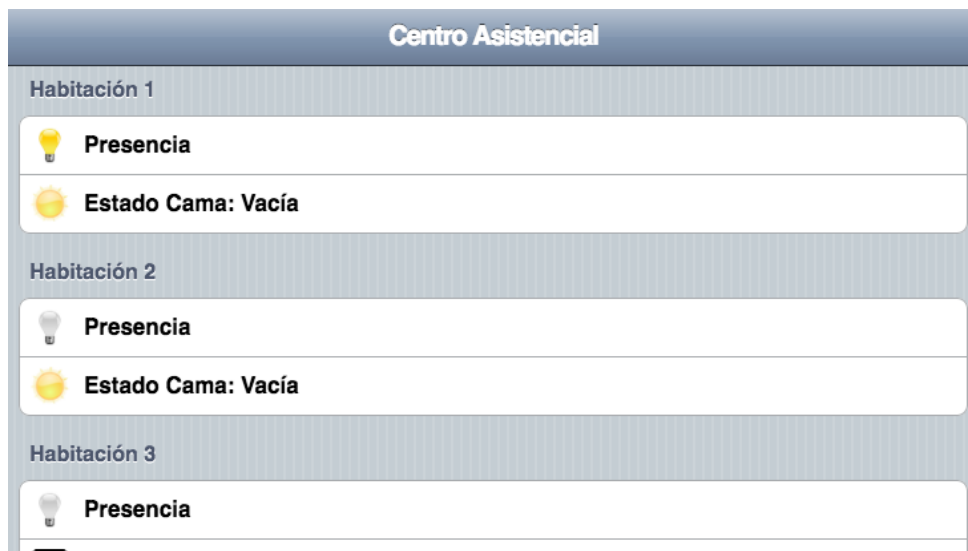 Centro Asistencial
Habitación 1
Presencia
Estado Cama: Vacía
Habitación 2
Presencia
Estado Cama: Vacía
Habitación 3
Presencia